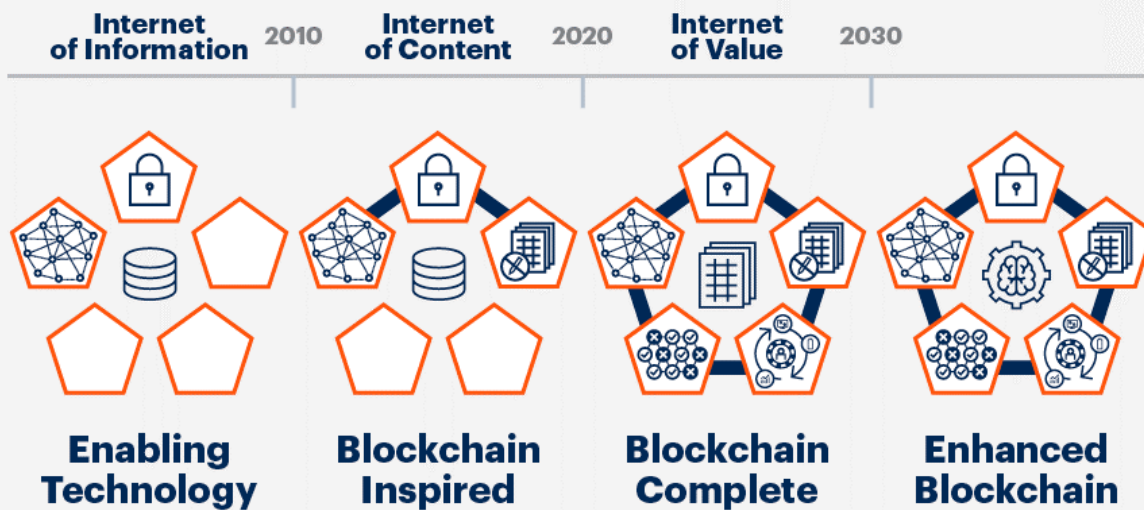 Internet
of Information
2010
Internet
of Content
2020
Internet
of Value
2030
Enabling
Technology
Blockchain
Inspired
Blockchain
Complete
Enhanced
Blockchain